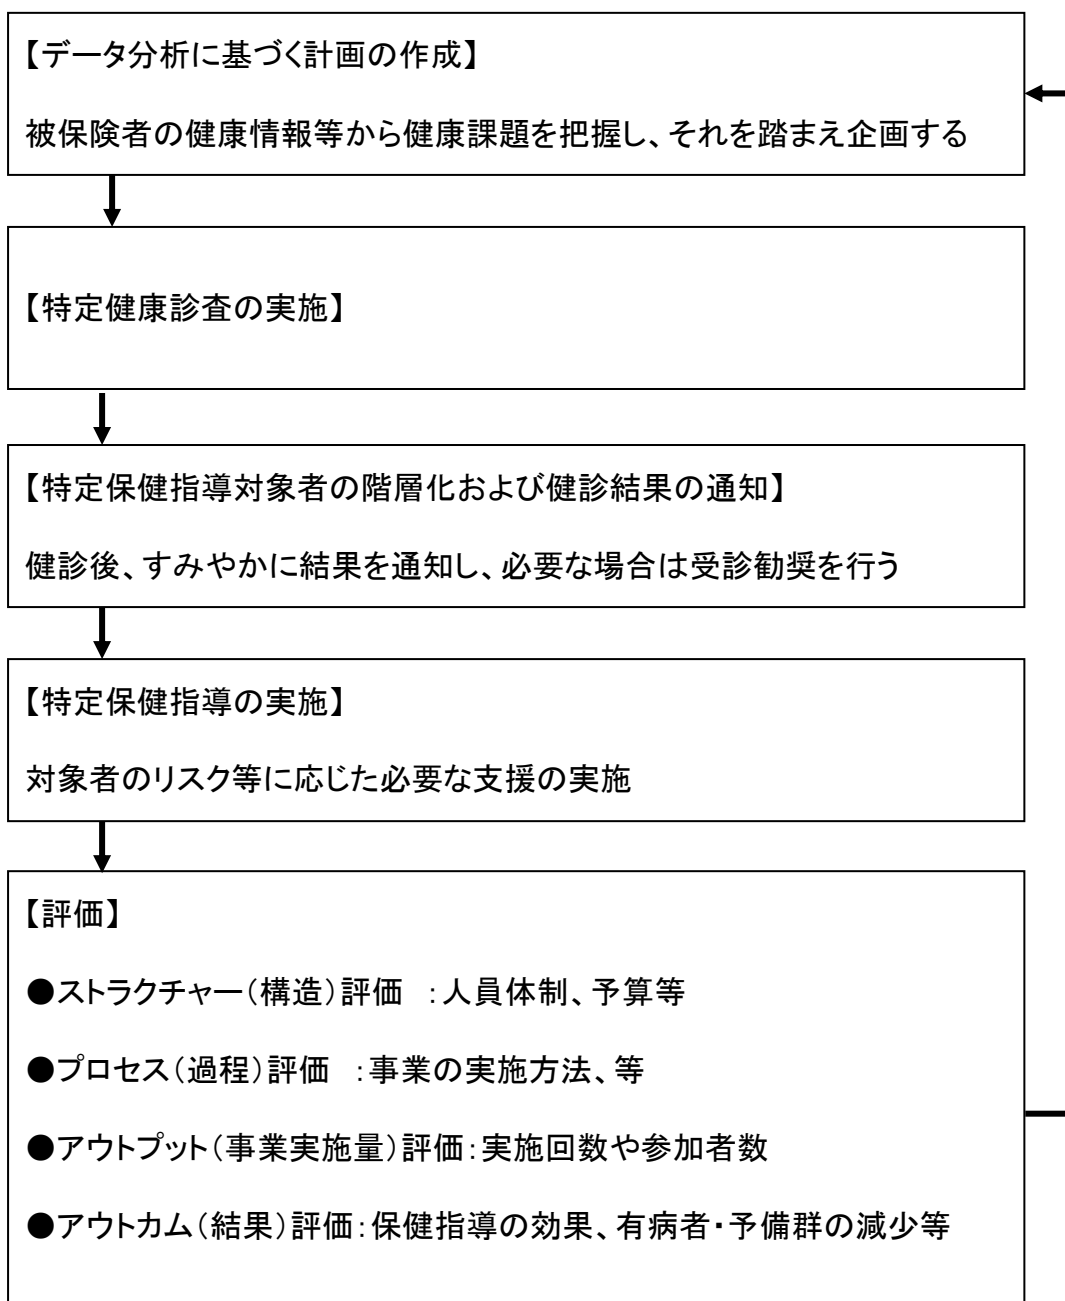 【データ分析に基づく計画の作成】
被保険者の健康情報等から健康課題を把握し、それを踏まえ企画する
【特定健康診査の実施】
【特定保健指導対象者の階層化および健診結果の通知】
健診後、すみやかに結果を通知し、必要な場合は受診勧奨を行う
【特定保健指導の実施】
対象者のリスク等に応じた必要な支援の実施
【評価】
●ストラクチャー(構造)評価　:人員体制、予算等
●プロセス(過程)評価　:事業の実施方法、等
●アウトプット(事業実施量)評価:実施回数や参加者数
●アウトカム(結果)評価:保健指導の効果、有病者・予備群の減少等